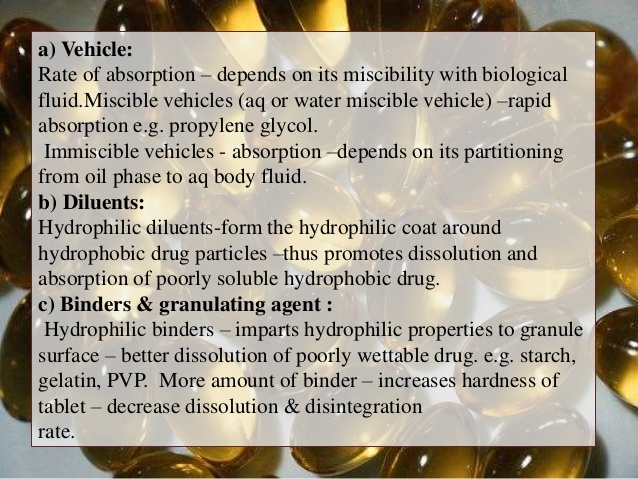 a) Vehicle:
Rate of absorption – depends on its miscibility with biological
fluid.Miscible vehicles (aq or water miscible vehicle) –rapid
absorption e.g. propylene glycol.
Immiscible vehicles - absorption –depends on its partitioning
from oil phase to aq body fluid.
b) Diluents:
Hydrophilic diluents-form the hydrophilic coat around
hydrophobic drug particles –thus promotes dissolution and
absorption of poorly soluble hydrophobic drug.
c) Binders & granulating agent :
Hydrophilic binders – imparts hydrophilic properties to granule
surface – better dissolution of poorly wettable drug. e.g. starch,
gelatin, PVP.  More amount of binder – increases hardness of
tablet – decrease dissolution & disintegration
rate.